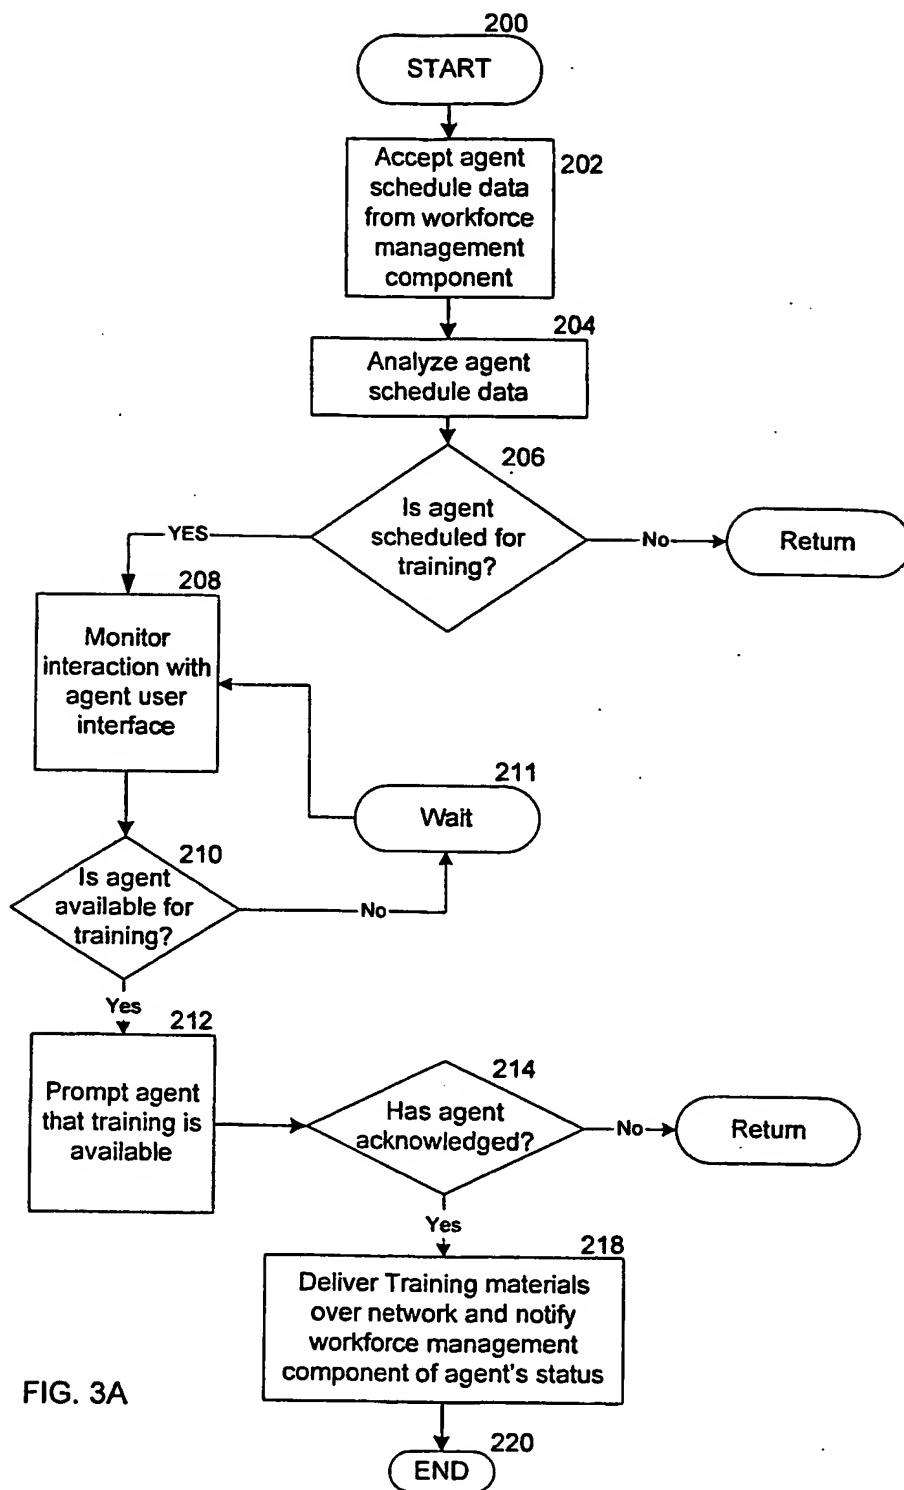 200
START
Accept agent
schedule data
from workforce
management
component
202
204
Analyze agent
schedule data
206
Is agent
scheduled for
training?
YES
No
Return
208
Monitor
interaction with
agent user
interface
211
Wait
210
Is agent
available for
training?
No
Yes
212
Prompt agent
that training is
available
214
Has agent
acknowledged?
No
Return
Yes
218
Deliver Training materials
over network and notify
workforce management
component of agent's status
FIG. 3A
220
END